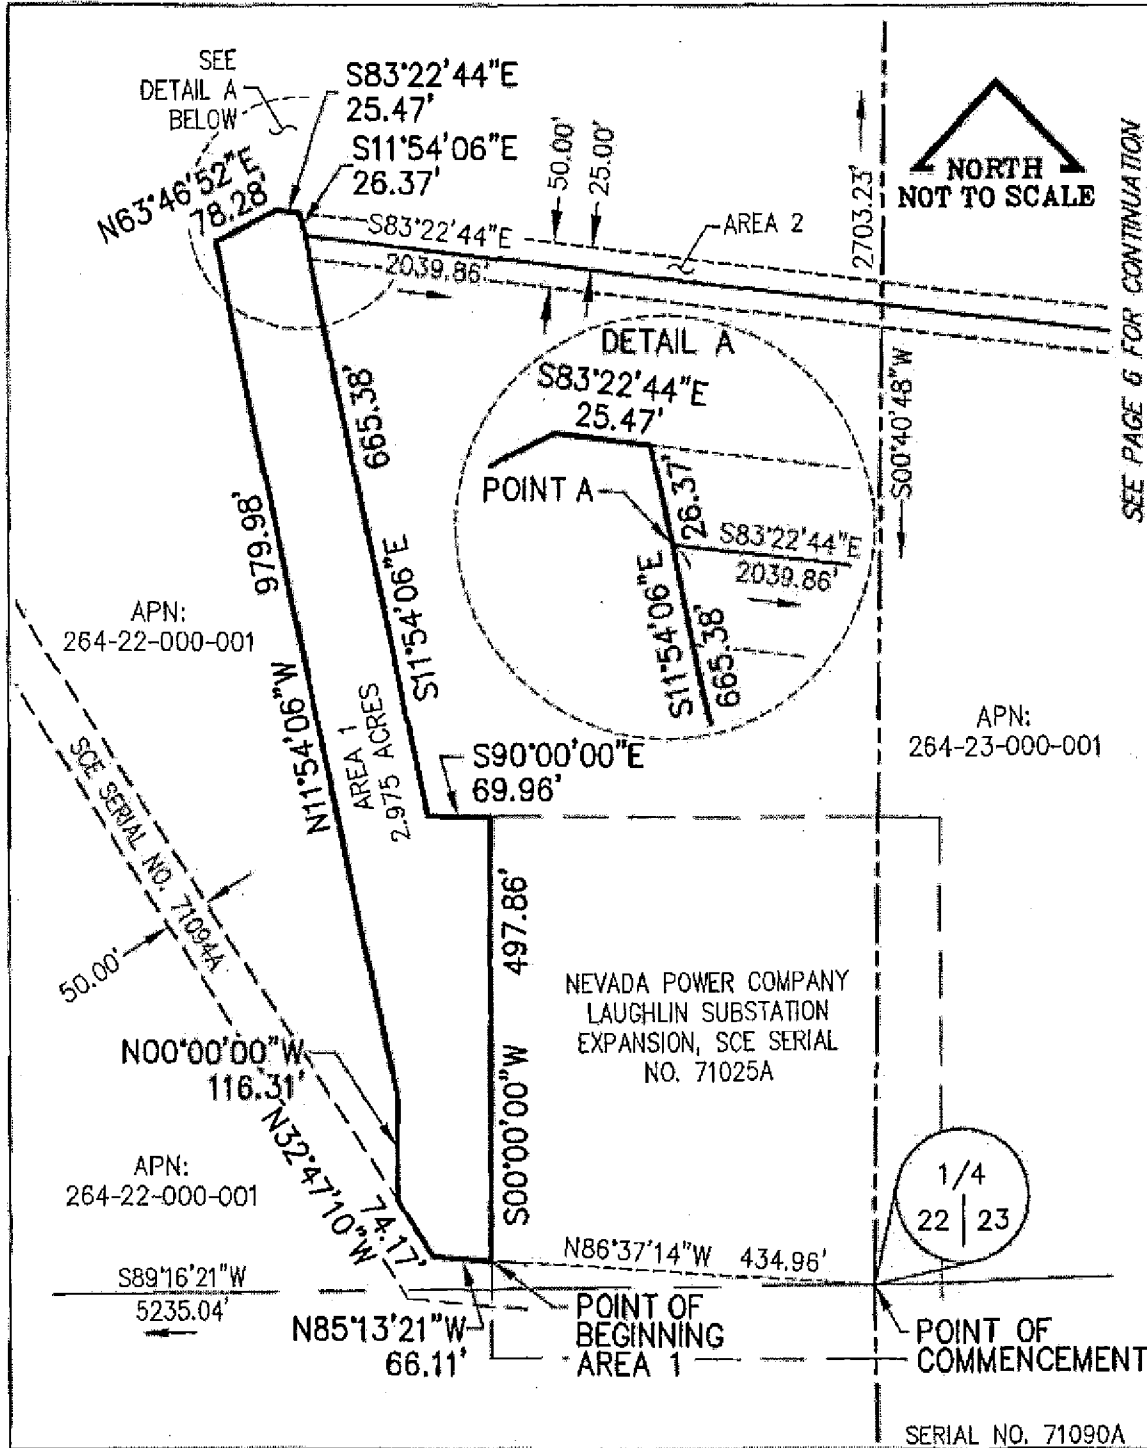 SEE
DETAIL A
BELOW
S83°22'44"E
25.47'
S11°54'06"E
26.37'
N63°46'52"E
78.28'
50.00'
25.00'
S83°22'44"E
2039.86'
AREA 2
2703.23'
NORTH
NOT TO SCALE
SEE PAGE 6 FOR CONTINUATION
DETAIL A
S83°22'44"E
25.47'
POINT A
26.37'
S83°22'44"E
2039.86'
S11°54'06"E
665.38'
S00°40'48"W
665.38'
S11°54'06"E
979.98'
N11°54'06"W
APN:
264-22-000-001
AREA 1
2.975 ACRES
S90°00'00"E
69.96'
APN:
264-23-000-001
SCE SERIAL NO. 71094A
50.00'
497.86'
S00°00'00"W
NEVADA POWER COMPANY
LAUGHLIN SUBSTATION
EXPANSION, SCE SERIAL
NO. 71025A
N00°00'00"W
116.31'
N32°47'10"W
74.17'
APN:
264-22-000-001
1/4
22 23
N86°37'14"W 434.96'
S89°16'21"W
5235.04'
N85°13'21"W
66.11'
POINT OF
BEGINNING
AREA 1
POINT OF
COMMENCEMENT
SERIAL NO. 71090A